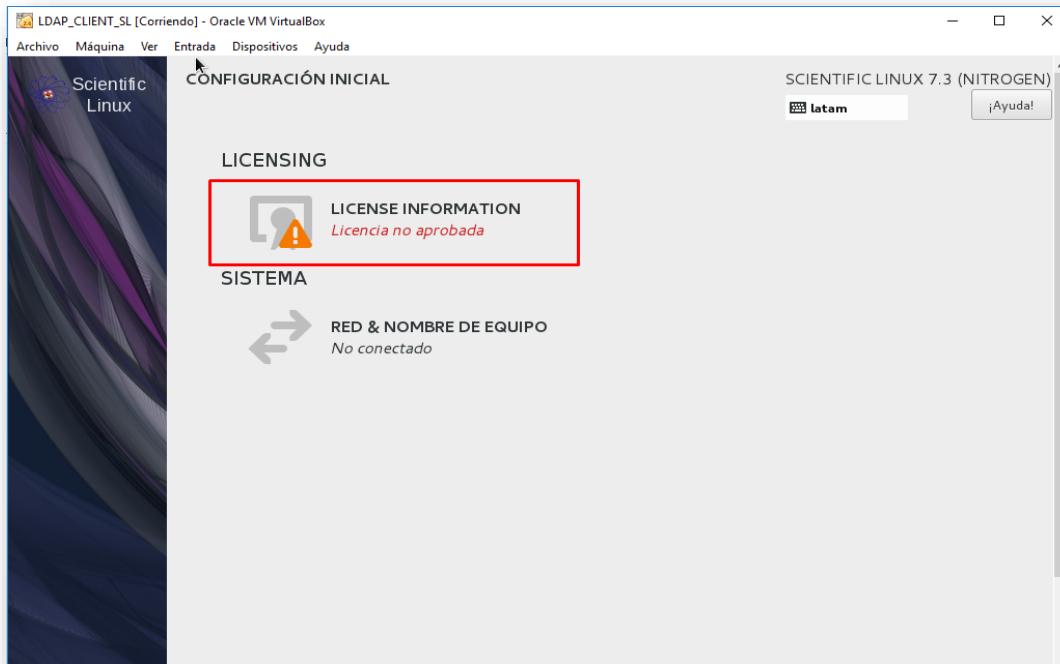 LDAP_CLIENT_SL [Corriendo] - Oracle VM VirtualBox
Archivo Máquina Ver Entrada Dispositivos Ayuda
Scientific
Linux
CONFIGURACIÓN INICIAL
SCIENTIFIC LINUX 7.3 (NITROGEN)
latam
¡Ayuda!
LICENSING
LICENSE INFORMATION
Licencia no aprobada
SISTEMA
RED & NOMBRE DE EQUIPO
No conectado